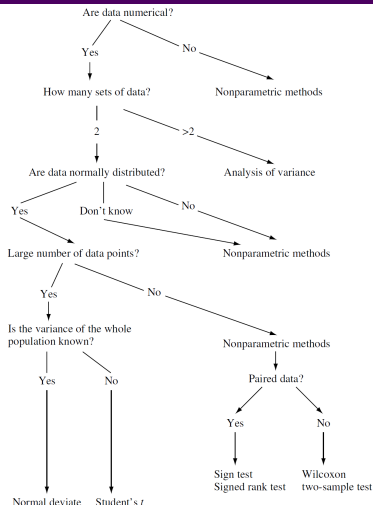 Are data numerical?
Yes
No
How many sets of data?
Nonparametric methods
2
>2
Are data normally distributed?
Analysis of variance
Yes
Don't know
No
Large number of data points?
Nonparametric methods
Yes
No
Is the variance of the whole
population known?
Nonparametric methods
Yes
No
Paired data?
Yes
No
Sign test
Signed rank test
Wilcoxon
two-sample test
Normal deviate
Student's t